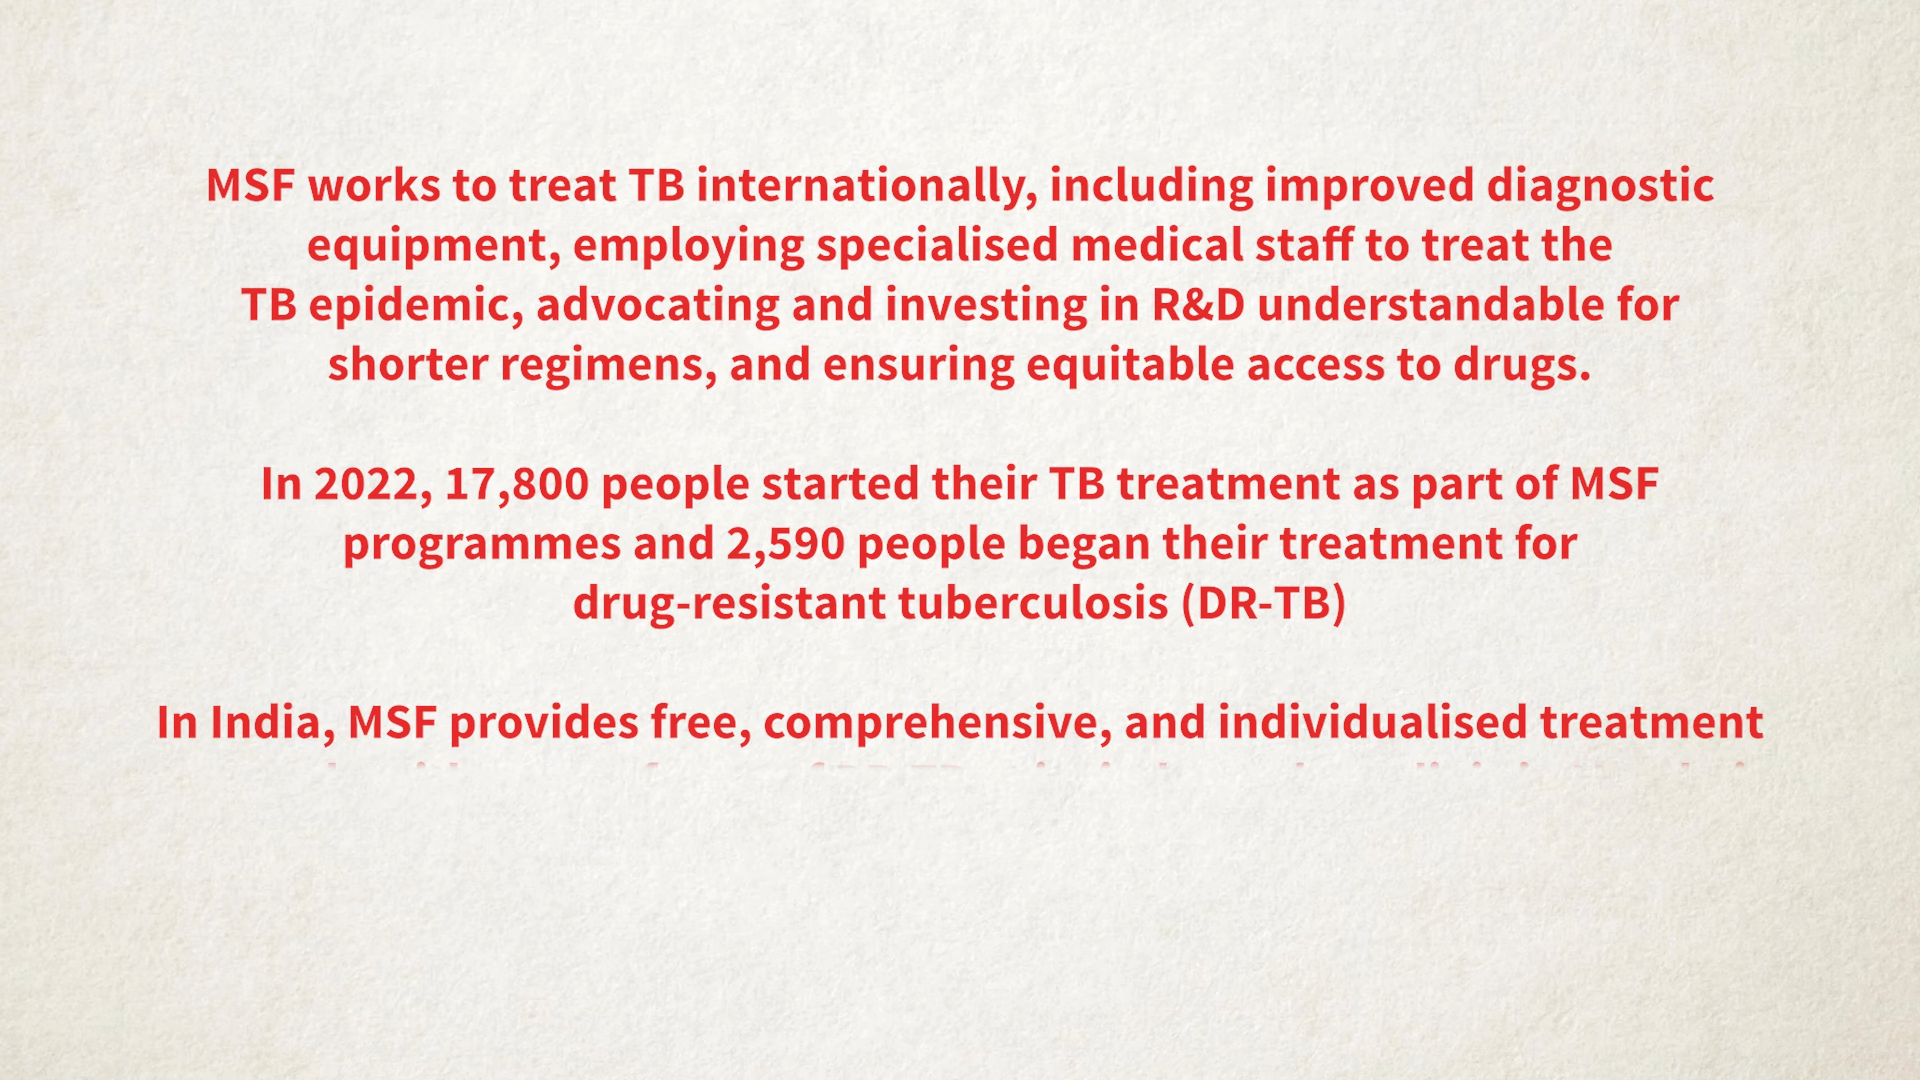 MSF works to treat TB internationally, including improved diagnostic
equipment, employing specialised medical staff to treat the
TB epidemic, advocating and investing in R&D understandable for
shorter regimens, and ensuring equitable access to drugs.
In 2022, 17,800 people started their TB treatment as part of MSF
programmes and 2,590 people began their treatment for
drug-resistant tuberculosis (DR-TB)
In India, MSF provides free, comprehensive, and individualised treatment